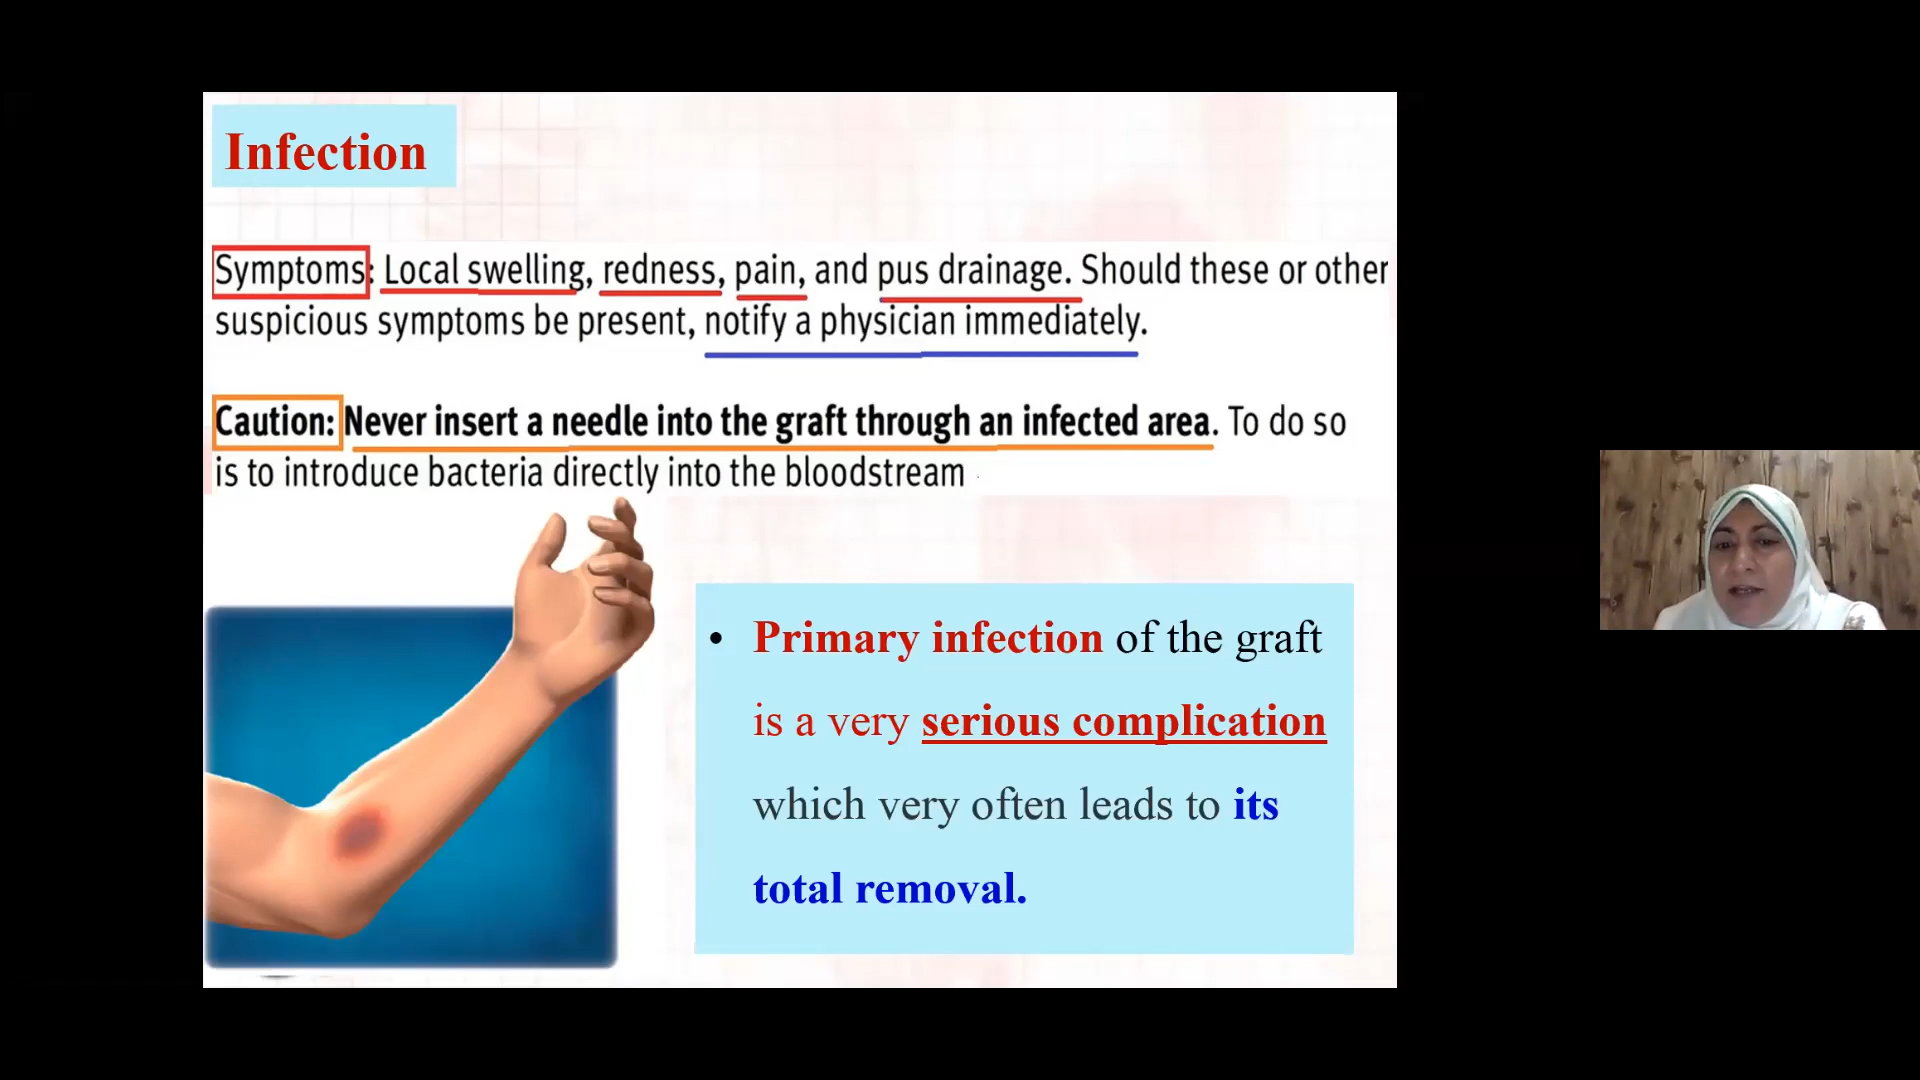 Infection
Symptoms: Local swelling, redness, pain, and pus drainage. Should these or other
suspicious symptoms be present, notify a physician immediately.
Caution: Never insert a needle into the graft through an infected area. To do so
is to introduce bacteria directly into the bloodstream
• Primary infection of the graft
is a very serious complication
which very often leads to its
total removal.